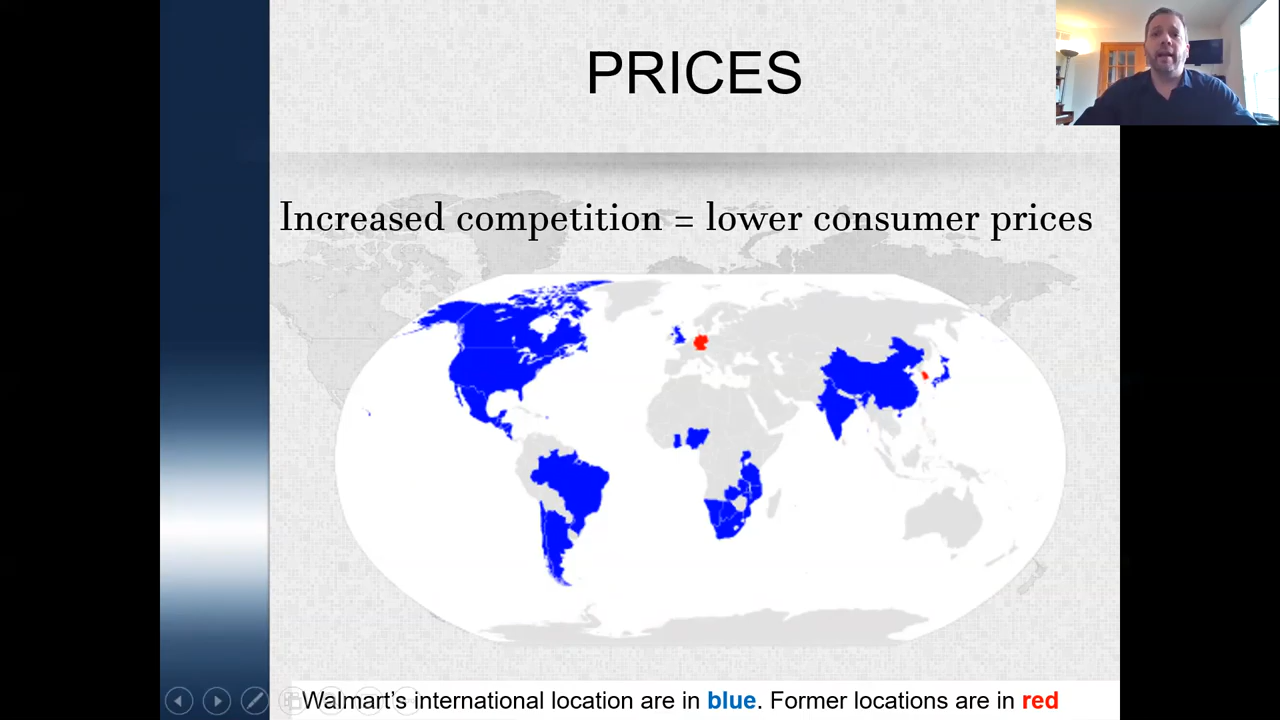 PRICES
Increased competition = lower consumer prices
Walmart’s international location are in blue. Former locations are in red